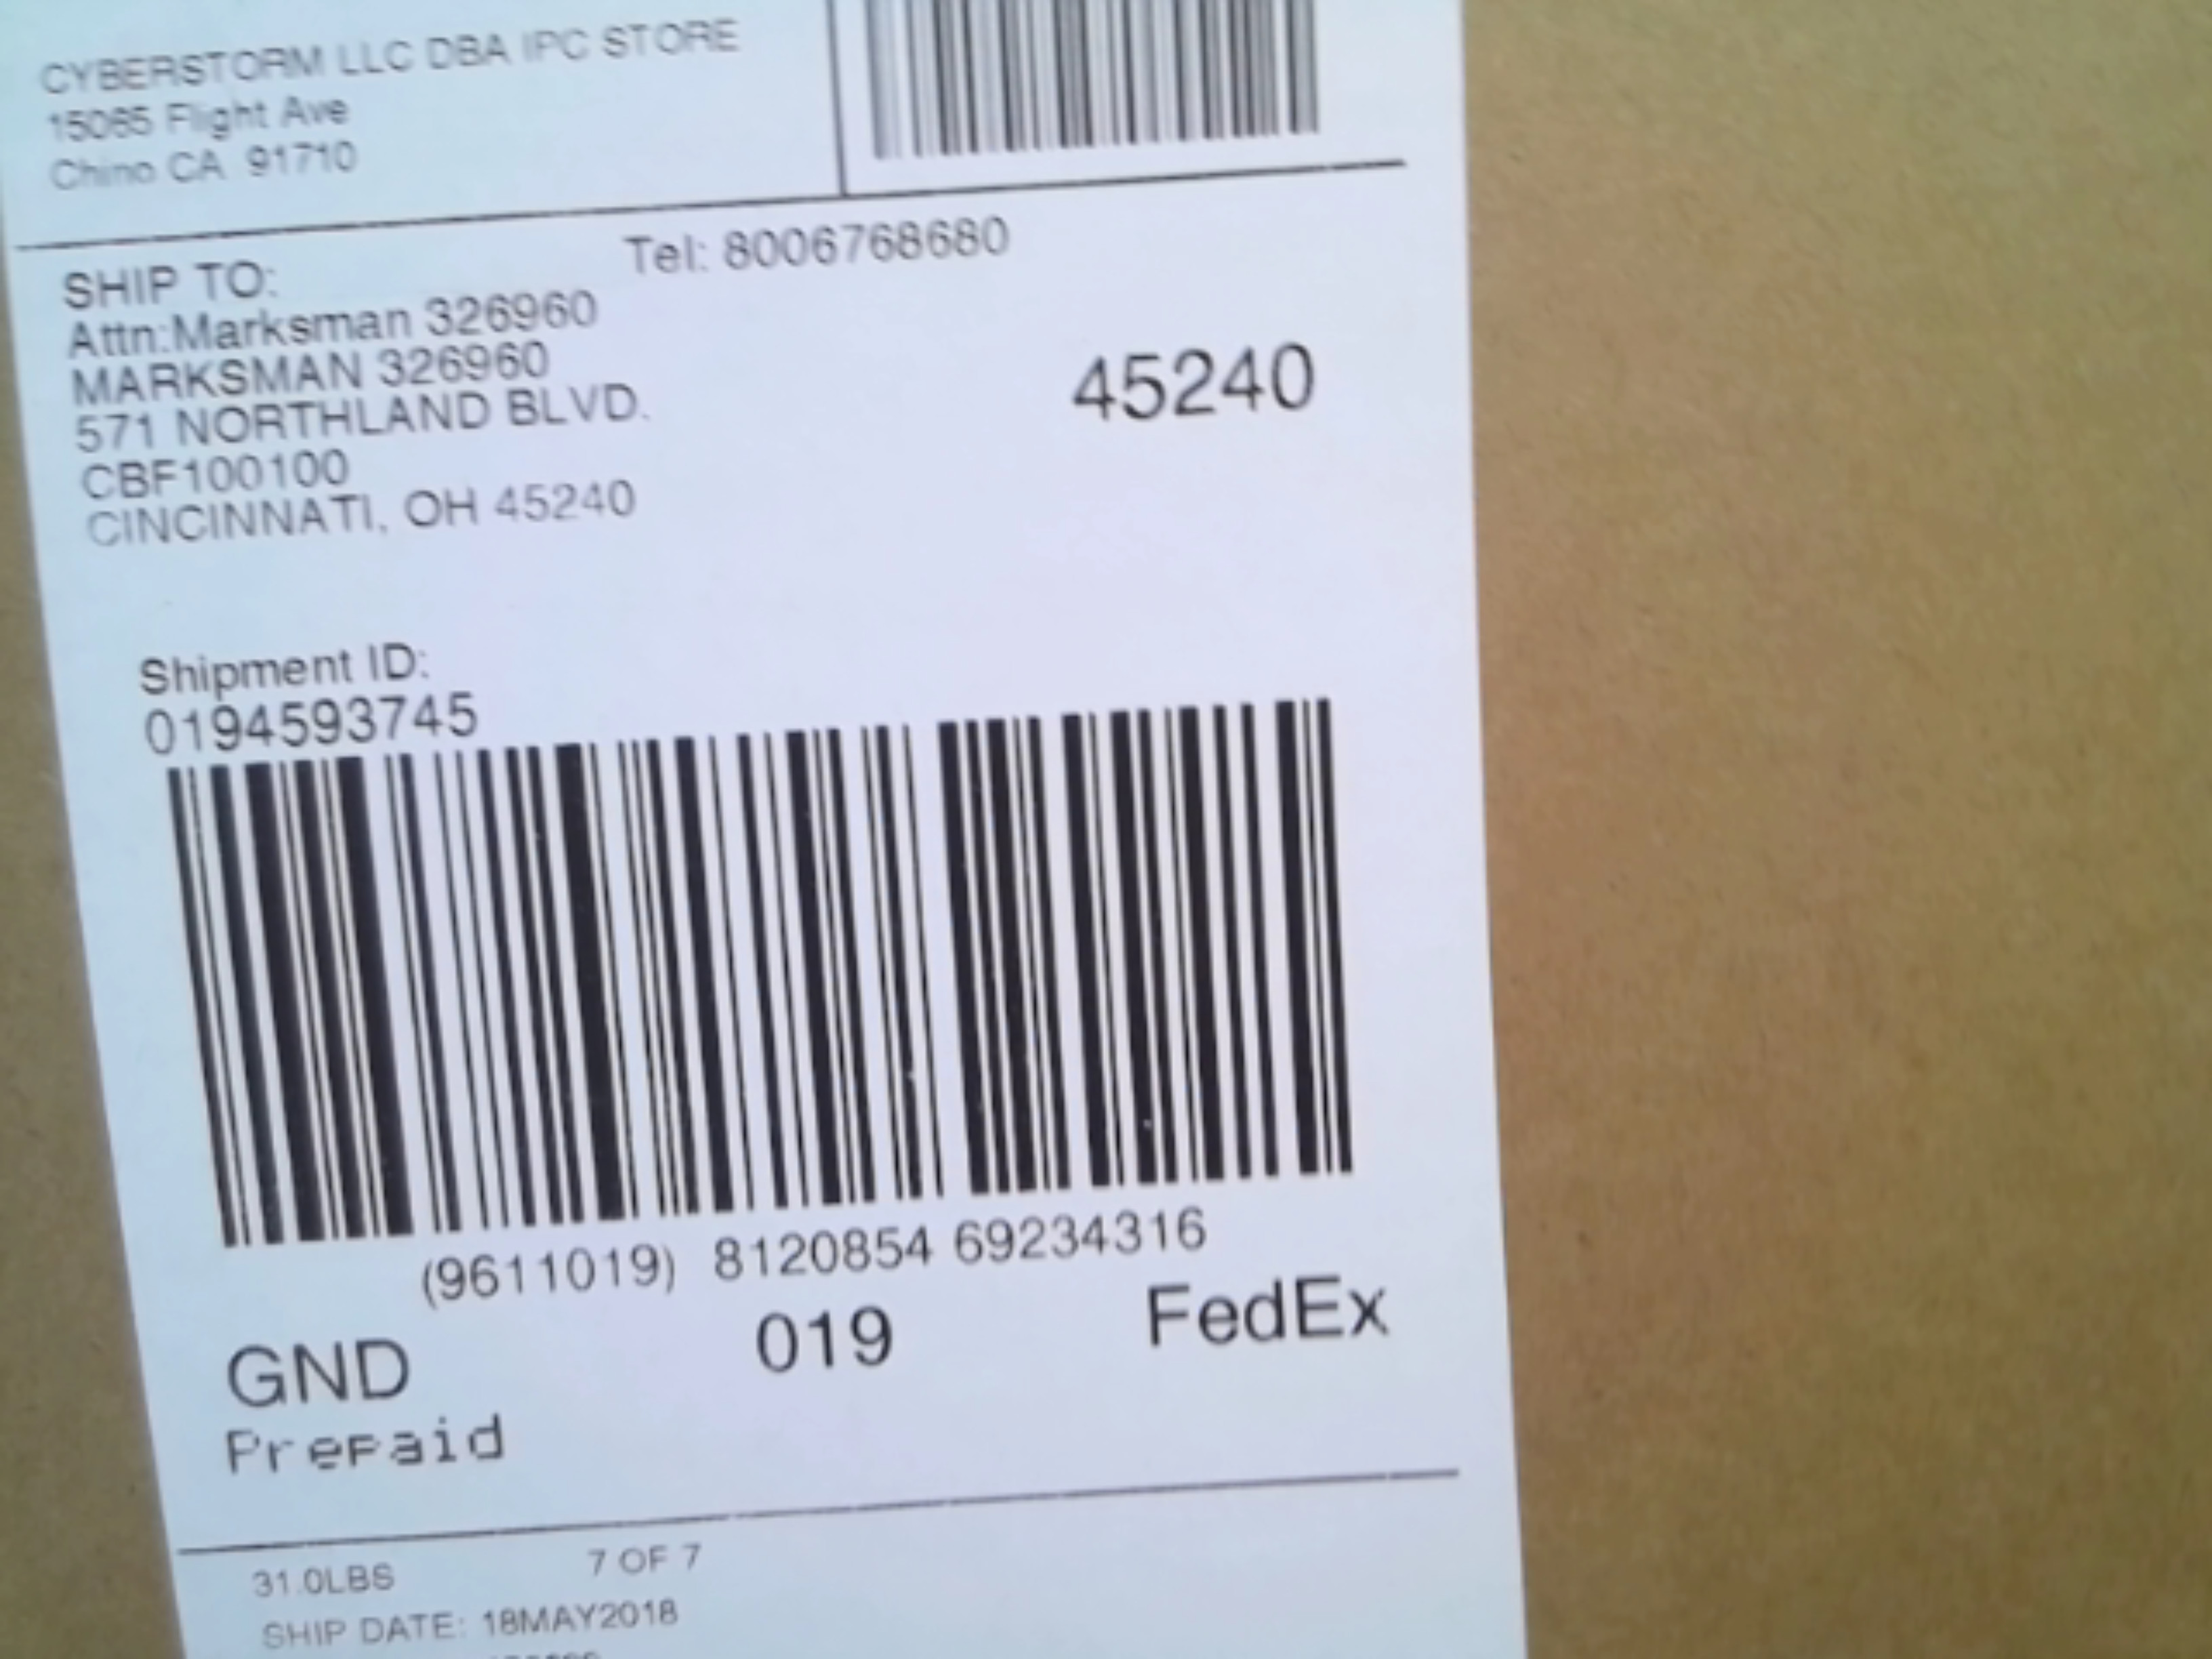 CYBERSTORM LLC DBA IPC STORE
15085 Flight Ave
Chino CA 91710
Tel: 8006768680
SHIP TO:
Attn:Marksman 326960
MARKSMAN 326960
571 NORTHLAND BLVD.
CBF100100
CINCINNATI, OH 45240
45240
Shipment ID:
0194593745
(9611019) 8120854 69234316
GND 019 FedEx
Prepaid
31.0LBS 7 OF 7
SHIP DATE: 18MAY2018